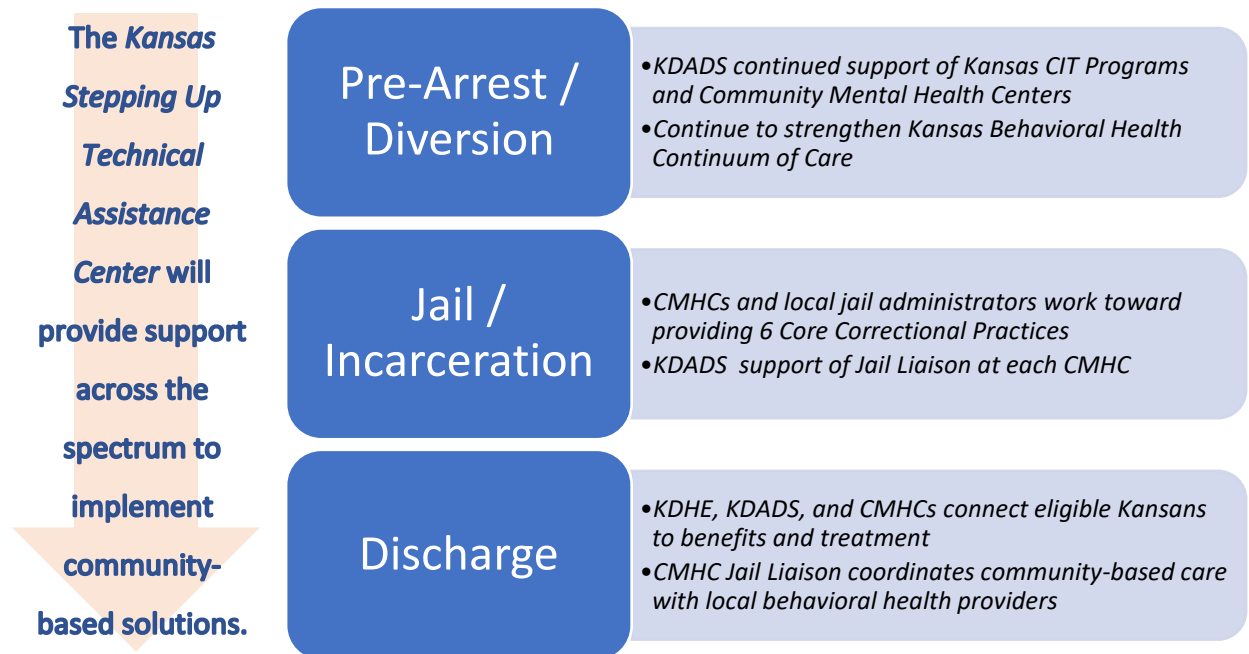 The Kansas
Stepping Up
Technical
Assistance
Center will
provide support
across the
spectrum to
implement
community-
based solutions.
Pre-Arrest /
Diversion
•KDADS continued support of Kansas CIT Programs
and Community Mental Health Centers
•Continue to strengthen Kansas Behavioral Health
Continuum of Care
Jail /
Incarceration
•CMHCs and local jail administrators work toward
providing 6 Core Correctional Practices
•KDADS  support of Jail Liaison at each CMHC
Discharge
•KDHE, KDADS, and CMHCs connect eligible Kansans
to benefits and treatment
•CMHC Jail Liaison coordinates community-based care
with local behavioral health providers